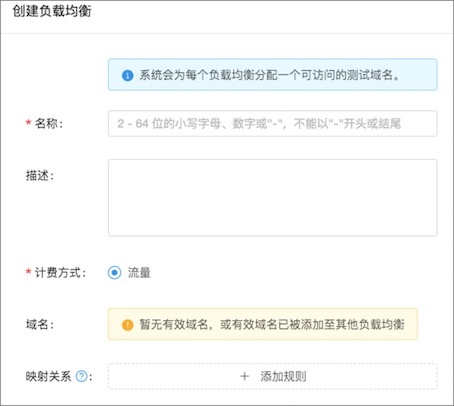 创建负载均衡
系统会为每个负载均衡分配一个可访问的测试域名。
* 名称：
2 - 64 位的小写字母、数字或"-"，不能以"-"开头或结尾
描述：
* 计费方式： 流量
域名： 暂无有效域名，或有效域名已被添加至其他负载均衡
映射关系 ?： + 添加规则